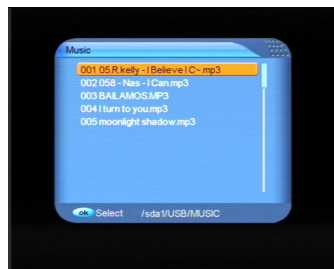 Music
001 05.R.kelly - I Believe I C~.mp3
002 058 - Nas - I Can.mp3
003 BAILAMOS.MP3
004 I turn to you.mp3
005 moonlight shadow.mp3
ok Select /sda1/USB/MUSIC